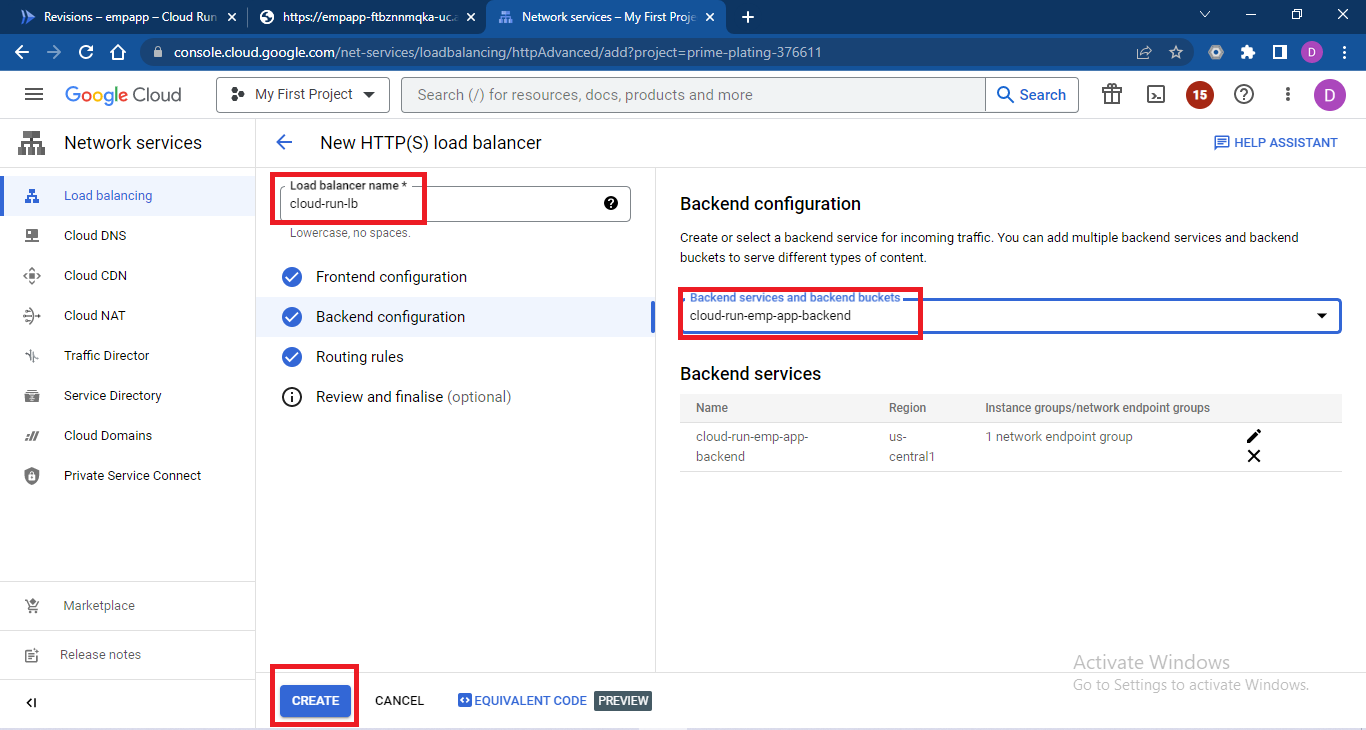 Revisions – empapp – Cloud Run
https://empapp-ftbznnmqka-uc.a
Network services – My First Proje
console.cloud.google.com/net-services/loadbalancing/httpAdvanced/add?project=prime-plating-376611
D
Google Cloud
My First Project
Search (/) for resources, docs, products and more
Search
15
D
Network services
New HTTP(S) load balancer
HELP ASSISTANT
Load balancing
Cloud DNS
Cloud CDN
Cloud NAT
Traffic Director
Service Directory
Cloud Domains
Private Service Connect
Marketplace
Release notes
Load balancer name *
cloud-run-lb
Lowercase, no spaces.
Frontend configuration
Backend configuration
Routing rules
Review and finalise (optional)
Backend configuration
Create or select a backend service for incoming traffic. You can add multiple backend services and backend
buckets to serve different types of content.
Backend services and backend buckets
cloud-run-emp-app-backend
Backend services
Name Region Instance groups/network endpoint groups
cloud-run-emp-app- us- 1 network endpoint group
backend central1
CREATE CANCEL EQUIVALENT CODE PREVIEW
Activate Windows
Go to Settings to activate Windows.